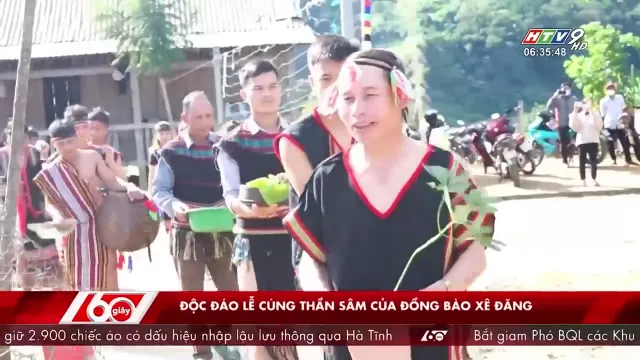 HTV9 HD
06:35:48
60 giây
ĐỘC ĐÁO LỄ CÚNG THẦN SÂM CỦA ĐỒNG BÀO XÊ ĐĂNG
giữ 2.900 chiếc áo có dấu hiệu nhập lậu lưu thông qua Hà Tĩnh 60 Bắt giam Phó BQL các Khu